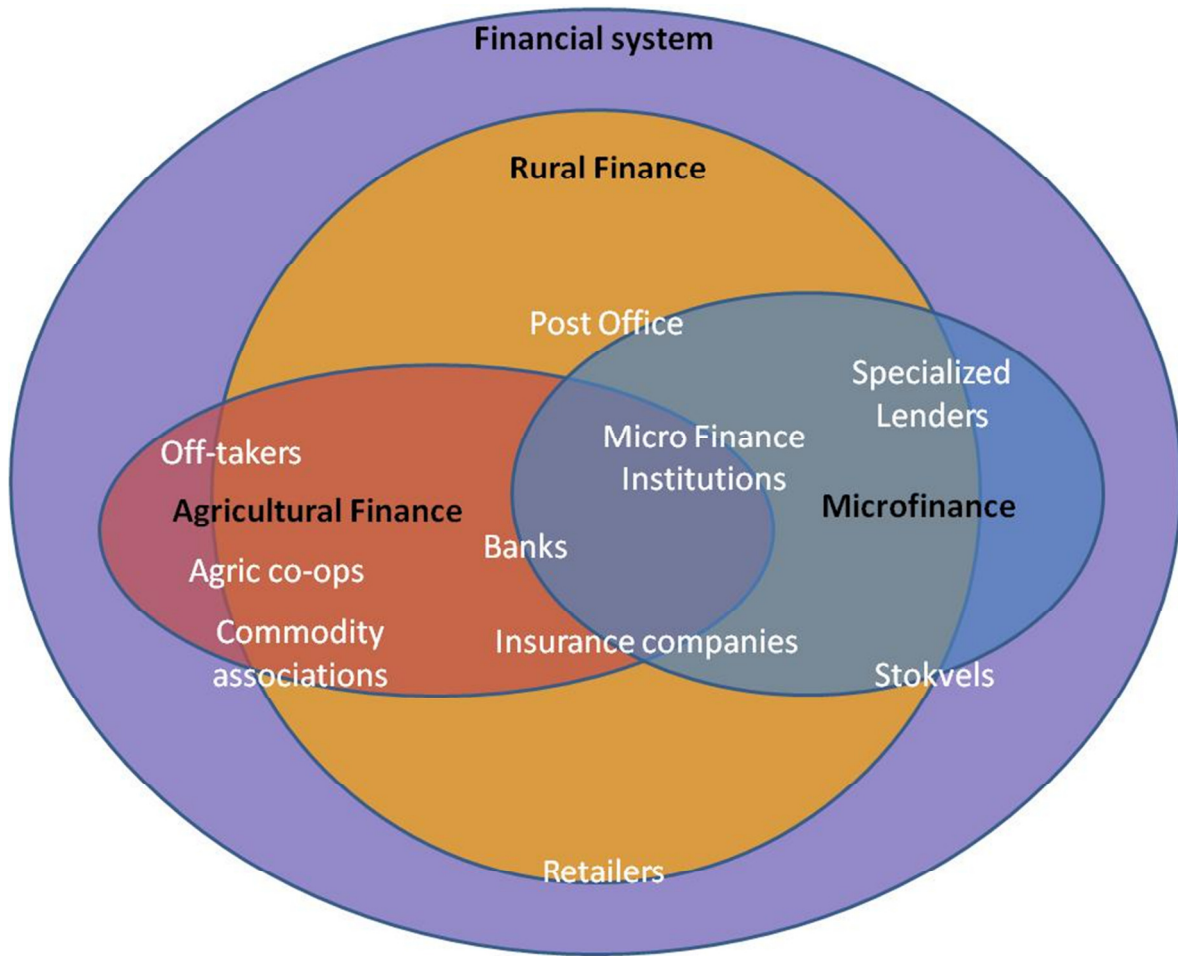 Financial system
Rural Finance
Post Office
Specialized
Lenders
Off-takers
Micro Finance
Institutions
Agricultural Finance
Microfinance
Banks
Agric co-ops
Commodity
associations
Insurance companies
Stokvels
Retailers